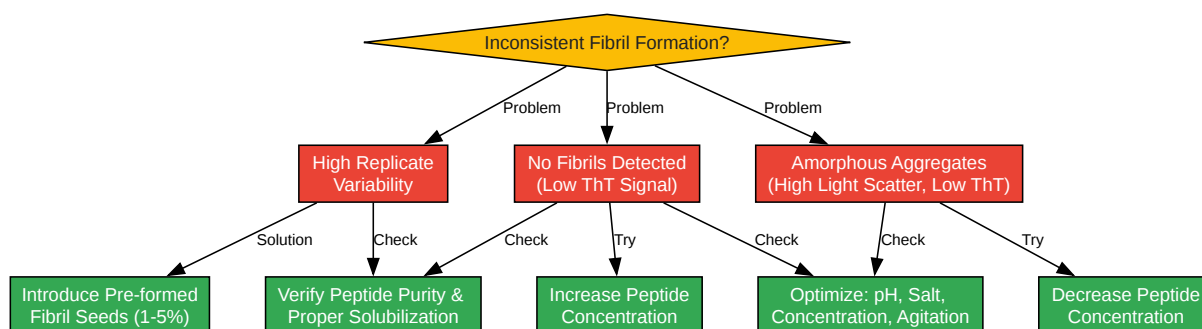 Inconsistent Fibril Formation?
Problem
Problem
Problem
High Replicate
Variability
No Fibrils Detected
(Low ThT Signal)
Amorphous Aggregates
(High Light Scatter, Low ThT)
Solution
Check
Check
Try
Check
Check
Try
Introduce Pre-formed
Fibril Seeds (1-5%)
Verify Peptide Purity &
Proper Solubilization
Increase Peptide
Concentration
Optimize: pH, Salt,
Concentration, Agitation
Decrease Peptide
Concentration